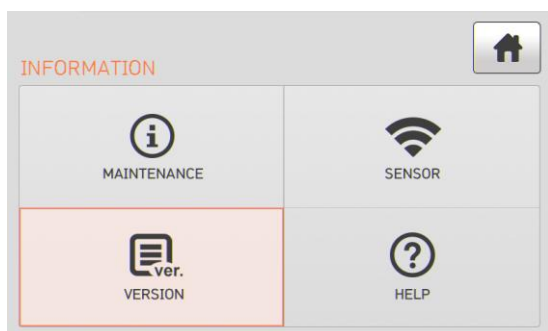 INFORMATION
MAINTENANCE
SENSOR
ver.
VERSION
HELP